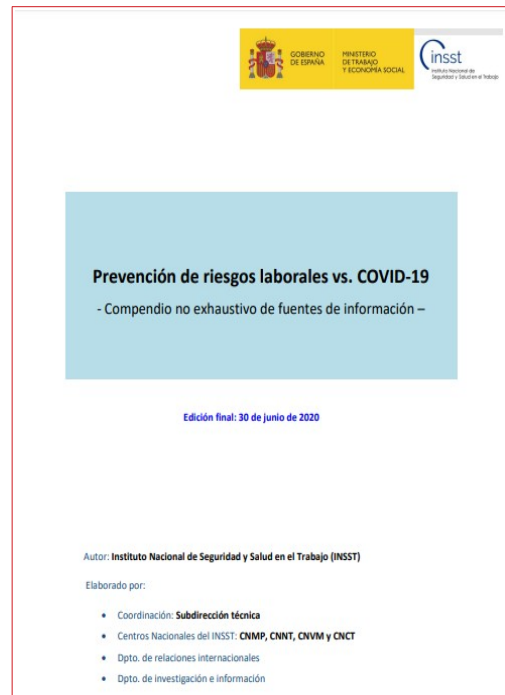 GOBIERNO
DE ESPAÑA
MINISTERIO
DE TRABAJO
Y ECONOMÍA SOCIAL
insst
Instituto Nacional de
Seguridad y Salud en el Trabajo
Prevención de riesgos laborales vs. COVID-19
- Compendio no exhaustivo de fuentes de información –
Edición final: 30 de junio de 2020
Autor: Instituto Nacional de Seguridad y Salud en el Trabajo (INSST)
Elaborado por:
• Coordinación: Subdirección técnica
• Centros Nacionales del INSST: CNMP, CNNT, CNVM y CNCT
• Dpto. de relaciones internacionales
• Dpto. de investigación e información